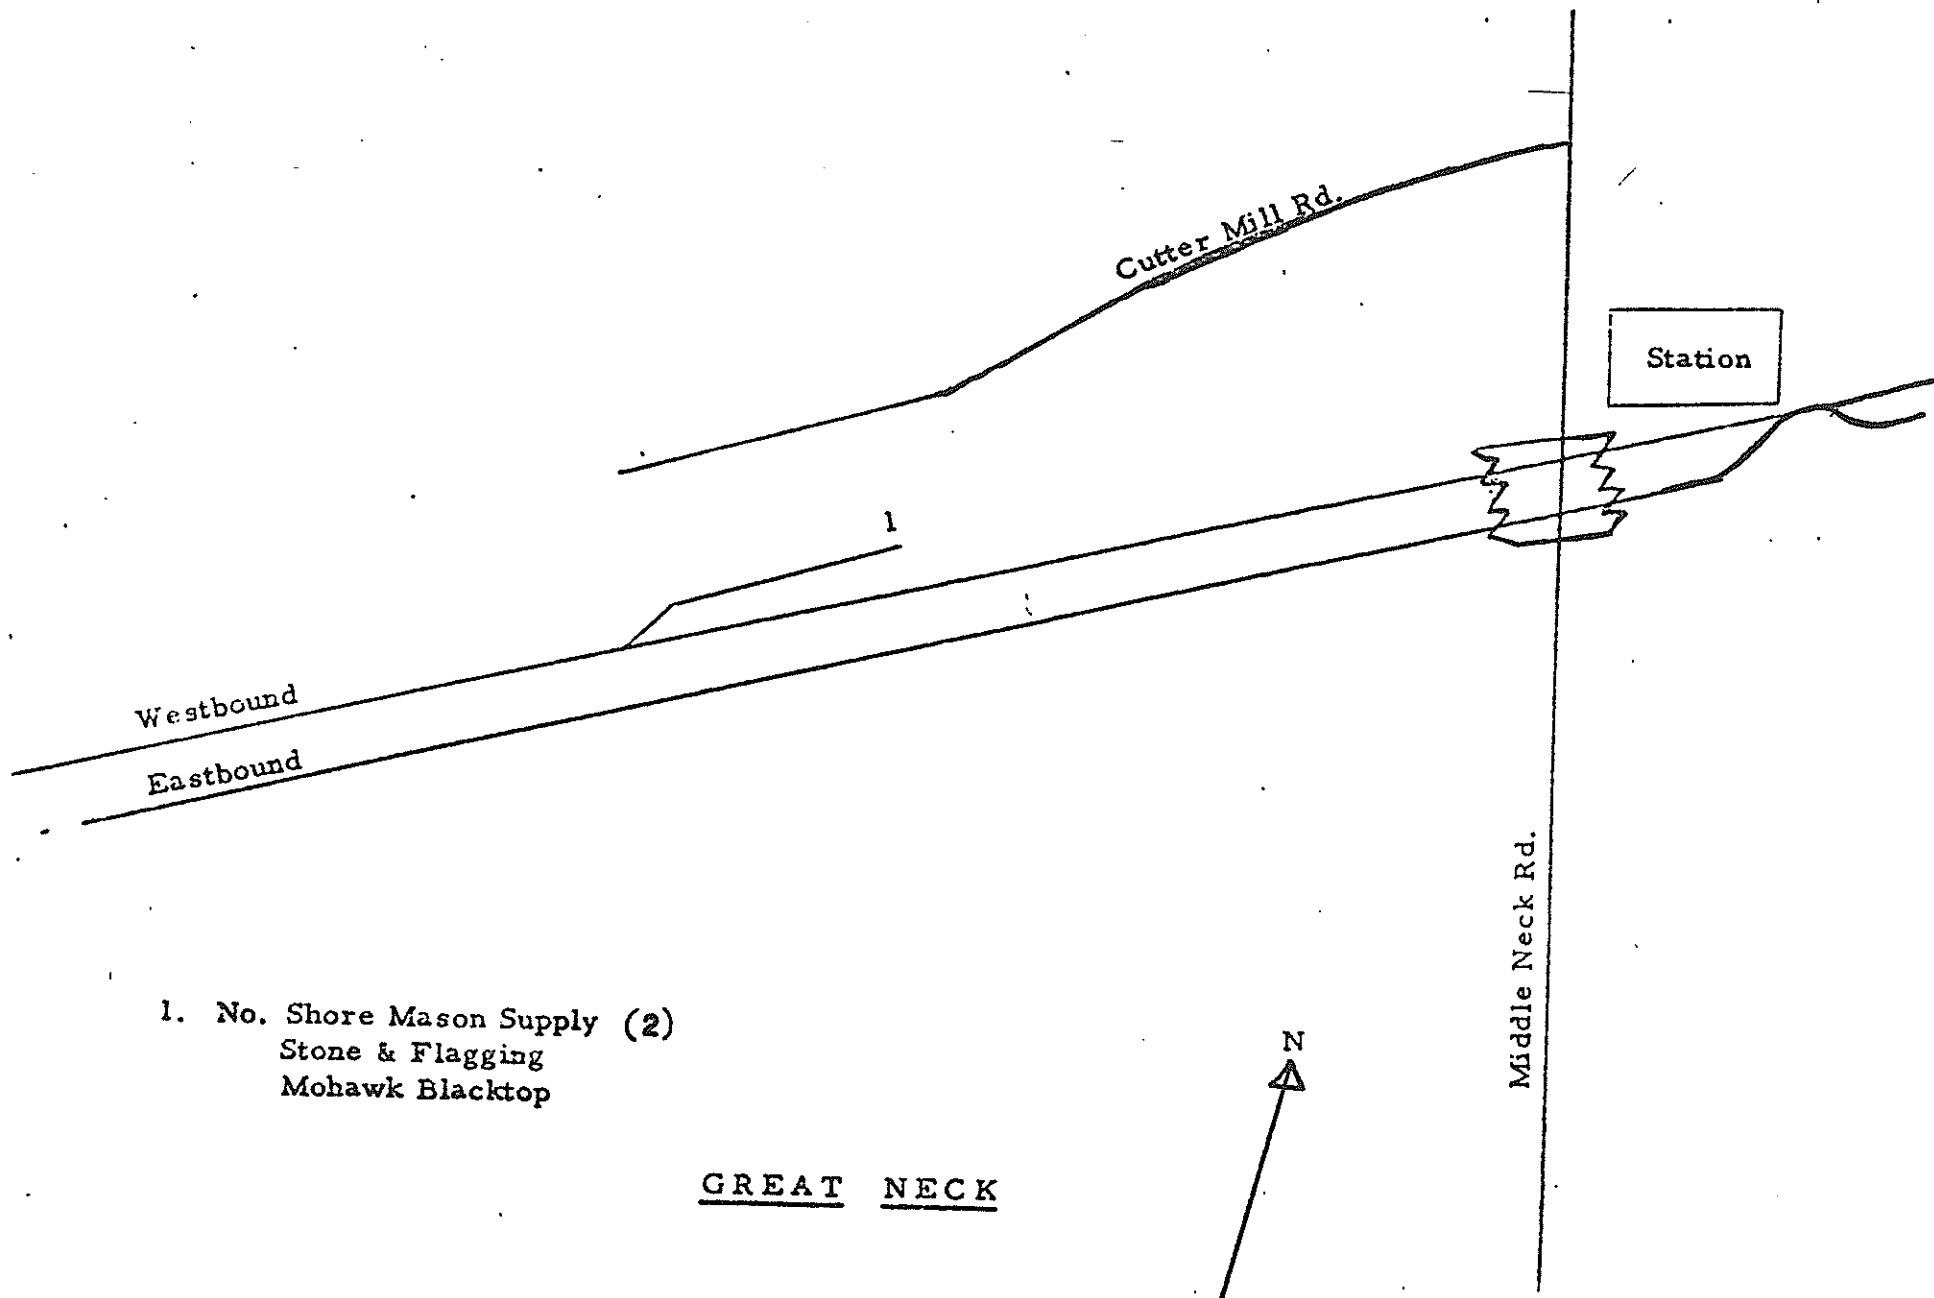 Cutter Mill Rd.
Station
1
Westbound
Eastbound
Middle Neck Rd.
1. No. Shore Mason Supply (2)
Stone & Flagging
Mohawk Blacktop
N
GREAT NECK